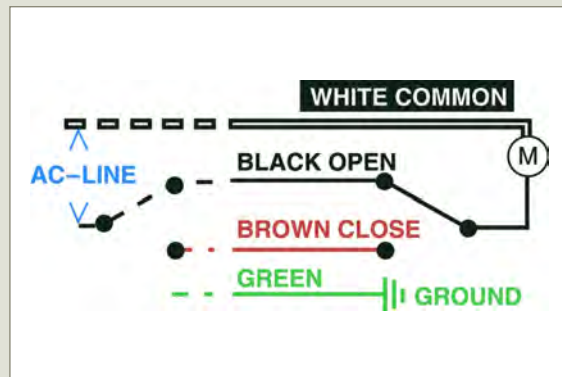 WHITE COMMON
M
AC-LINE
BLACK OPEN
BROWN CLOSE
GREEN
GROUND